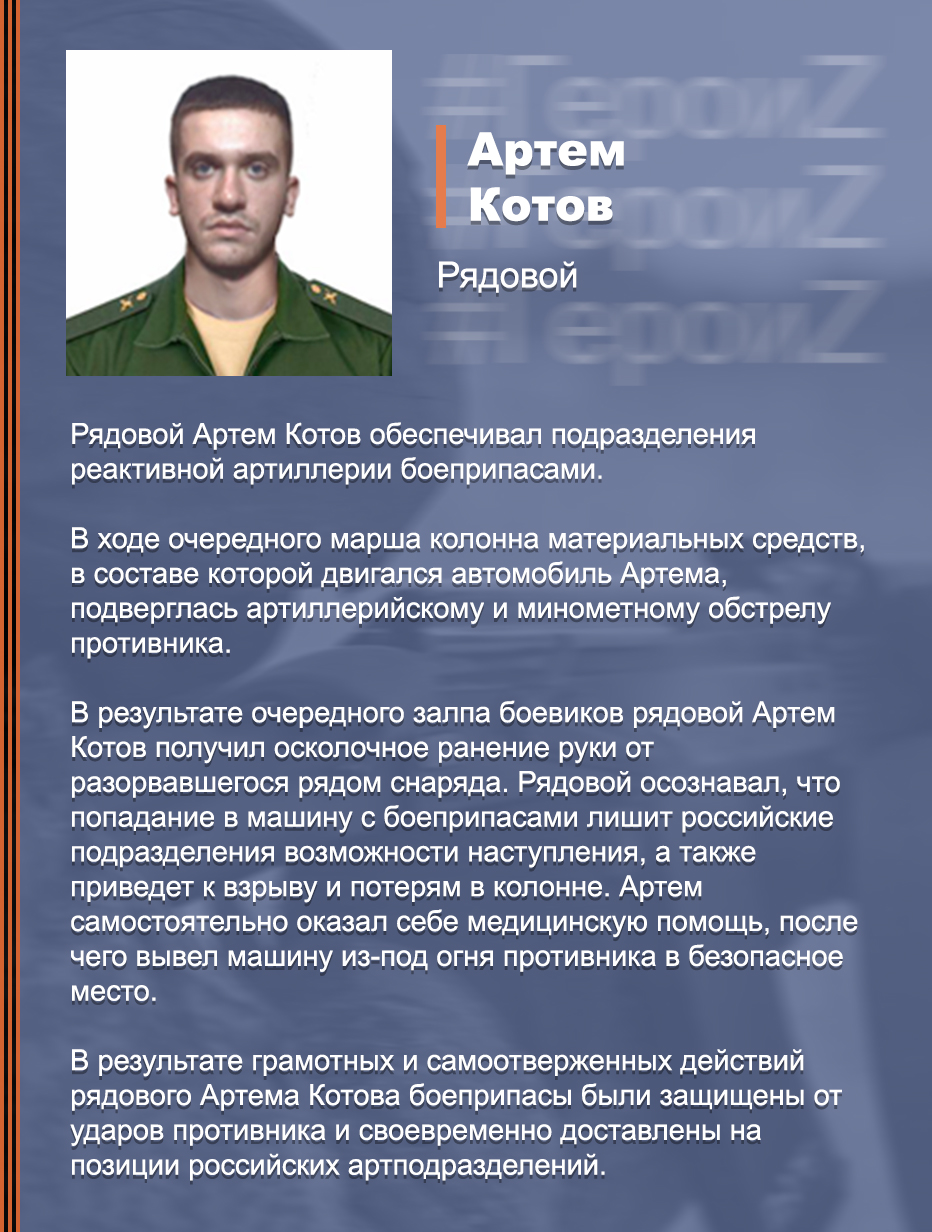 #ГероиZ
Артем
#ГероиZ
Котов
Рядовой
#ГероиZ
Рядовой Артем Котов обеспечивал подразделения
реактивной артиллерии боеприпасами.
В ходе очередного марша колонна материальных средств,
в составе которой двигался автомобиль Артема,
подверглась артиллерийскому и минометному обстрелу
противника.
В результате очередного залпа боевиков рядовой Артем
Котов получил осколочное ранение руки от
разорвавшегося рядом снаряда. Рядовой осознавал, что
попадание в машину с боеприпасами лишит российские
подразделения возможности наступления, а также
приведет к взрыву и потерям в колонне. Артем
самостоятельно оказал себе медицинскую помощь, после
чего вывел машину из-под огня противника в безопасное
место.
В результате грамотных и самоотверженных действий
рядового Артема Котова боеприпасы были защищены от
ударов противника и своевременно доставлены на
позиции российских артподразделений.